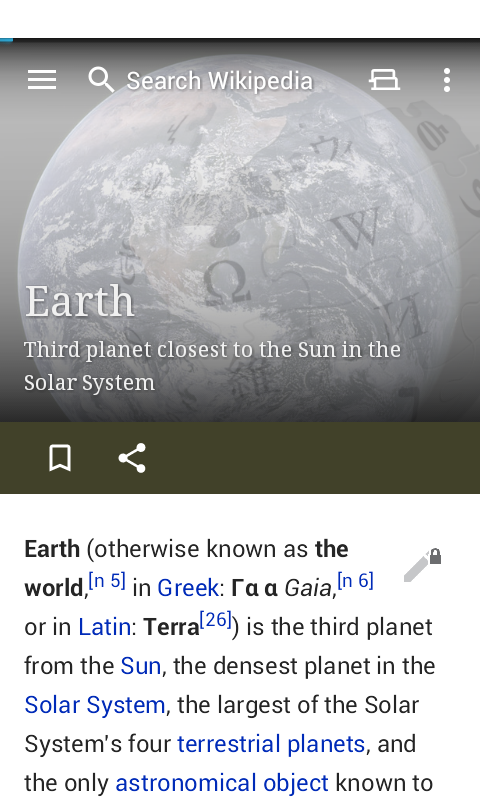 Search Wikipedia
Earth
Third planet closest to the Sun in the
Solar System
Earth (otherwise known as the
world,[n 5] in Greek: Γα α Gaia,[n 6]
or in Latin: Terra[26]) is the third planet
from the Sun, the densest planet in the
Solar System, the largest of the Solar
System's four terrestrial planets, and
the only astronomical object known to